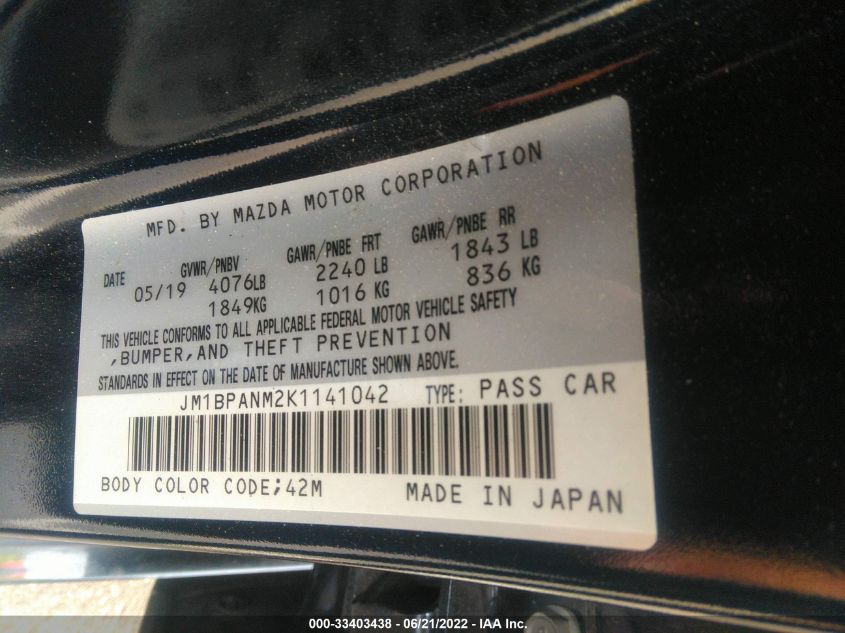 MFD. BY MAZDA MOTOR CORPORATION
DATE GVWR/PNBV GAWR/PNBE FRT GAWR/PNBE RR
05/19 4076LB 2240 LB 1843 LB
1849KG 1016 KG 836 KG
THIS VEHICLE CONFORMS TO ALL APPLICABLE FEDERAL MOTOR VEHICLE SAFETY
,BUMPER,AND THEFT PREVENTION
STANDARDS IN EFFECT ON THE DATE OF MANUFACTURE SHOWN ABOVE.
JM1BPANM2K1141042 TYPE: PASS CAR
BODY COLOR CODE;42M MADE IN JAPAN
000-33403438 - 06/21/2022 - IAA Inc.